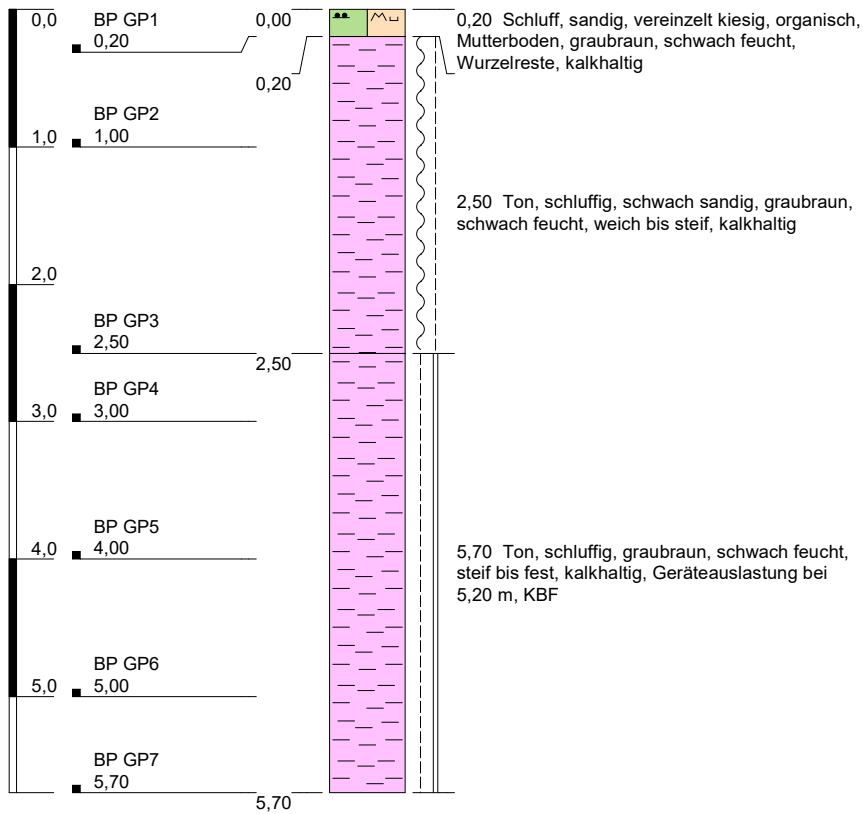 0,0
BP GP1
0,20
0,00
0,20 Schluff, sandig, vereinzelt kiesig, organisch,
Mutterboden, graubraun, schwach feucht,
Wurzelreste, kalkhaltig
0,20
BP GP2
1,0
1,00
2,50 Ton, schluffig, schwach sandig, graubraun,
schwach feucht, weich bis steif, kalkhaltig
2,0
BP GP3
2,50
2,50
BP GP4
3,0
3,00
BP GP5
4,0
4,00
5,70 Ton, schluffig, graubraun, schwach feucht,
steif bis fest, kalkhaltig, Geräteauslastung bei
5,20 m, KBF
BP GP6
5,0
5,00
BP GP7
5,70
5,70